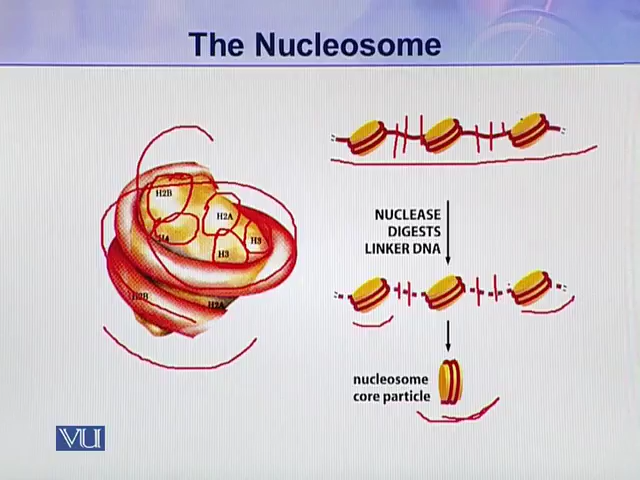 The Nucleosome
H2B
H2A
H4
H3
H3
H2B
H2A
NUCLEASE
DIGESTS
LINKER DNA
nucleosome
core particle
VU